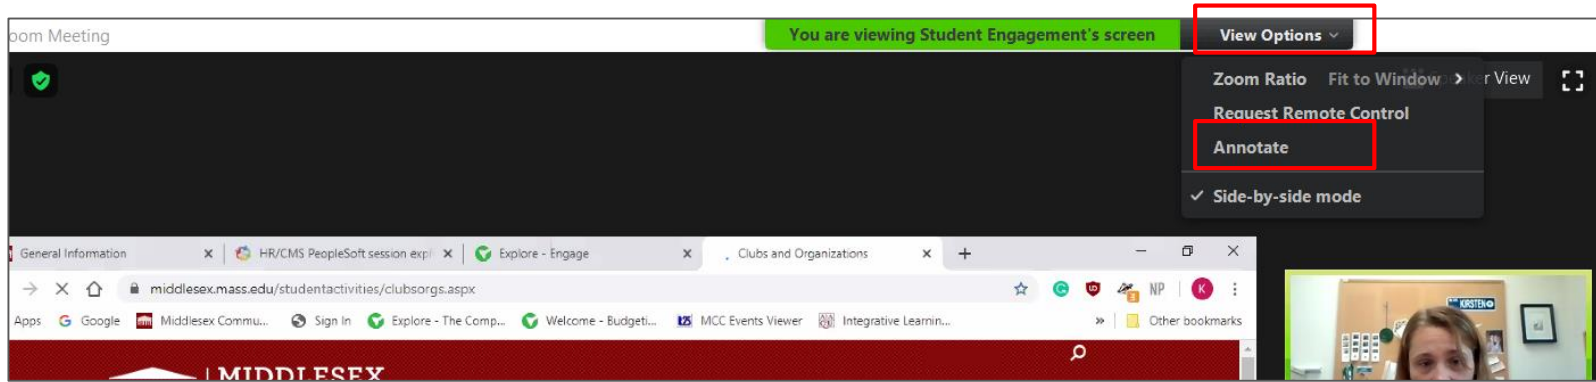 oom Meeting
You are viewing Student Engagement's screen
View Options
Zoom Ratio Fit to Window
r View
Request Remote Control
Annotate
Side-by-side mode
General Information
HR/CMS PeopleSoft session expi
Explore - Engage
Clubs and Organizations
middlesex.mass.edu/studentactivities/clubsorgs.aspx
NP
K
Apps
Google
Middlesex Commu...
Sign In
Explore - The Comp...
Welcome - Budgeti...
MCC Events Viewer
Integrative Learnin...
Other bookmarks
MIDDLESEX
KIRSTEN